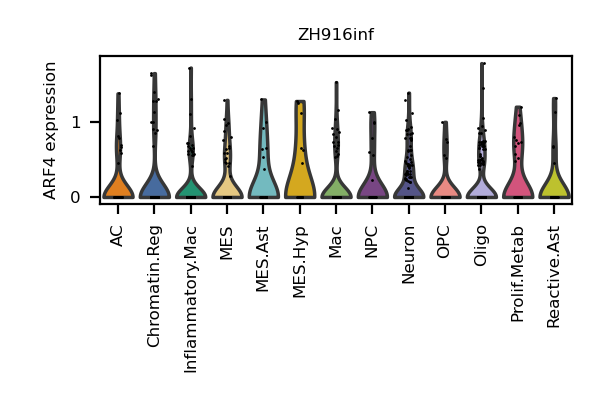 ZH916inf
ARF4 expression
1
0
AC
Chromatin.Reg
Inflammatory.Mac
MES
MES.Ast
MES.Hyp
Mac
NPC
Neuron
OPC
Oligo
Prolif.Metab
Reactive.Ast